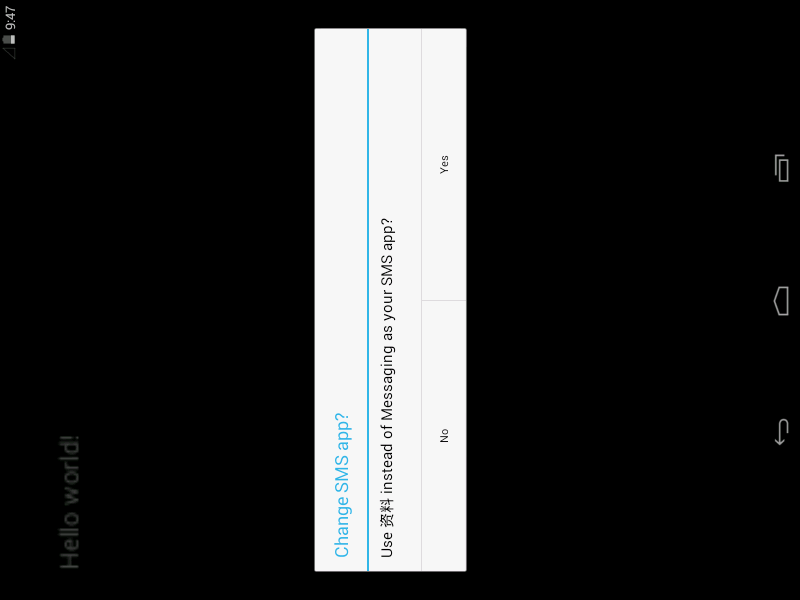 9:47
Hello world!
Change SMS app?
Use 资料 instead of Messaging as your SMS app?
No
Yes